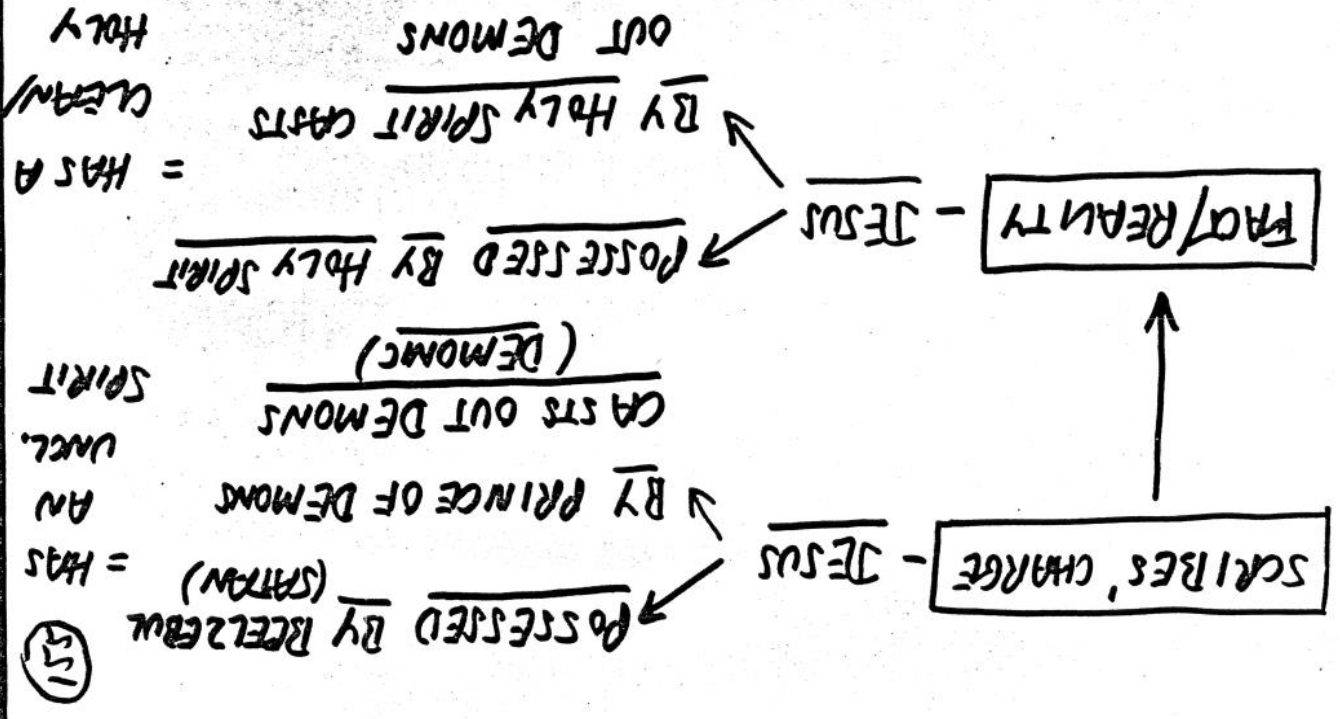 POSSESSED BY BEELZEBUL
(SATAN)
SCRIBES' CHARGE - JESUS
BY PRINCE OF DEMONS
CASTS OUT DEMONS
(DEMONIC)
= HAS
AN
UNCL.
SPIRIT
POSSESSED BY HOLY SPIRIT
FACT/REALITY - JESUS
BY HOLY SPIRIT CASTS
OUT DEMONS
= HAS A
CLEAN/
HOLY